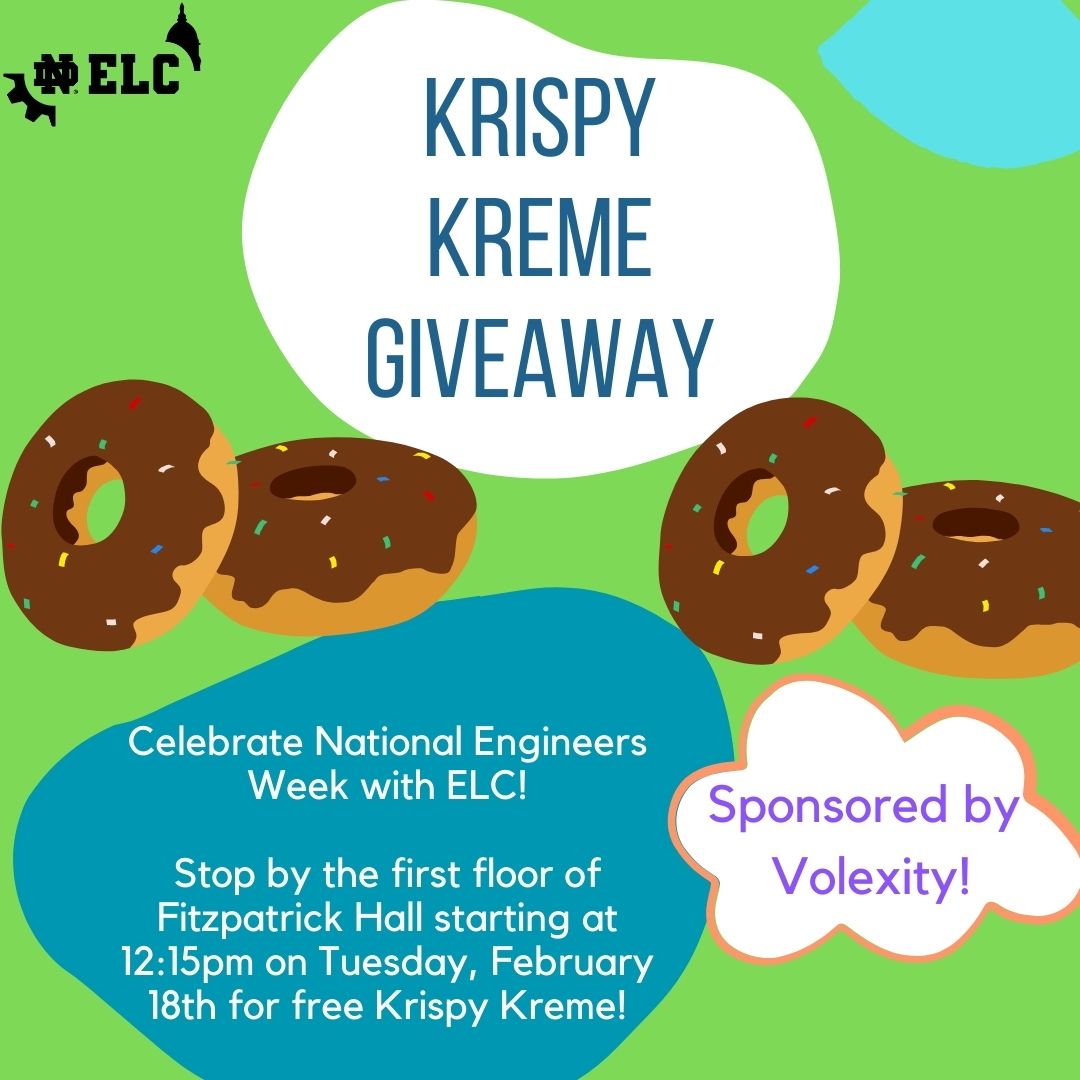 ND ELC
KRISPY
KREME
GIVEAWAY
Celebrate National Engineers
Week with ELC!
Stop by the first floor of
Fitzpatrick Hall starting at
12:15pm on Tuesday, February
18th for free Krispy Kreme!
Sponsored by
Volexity!